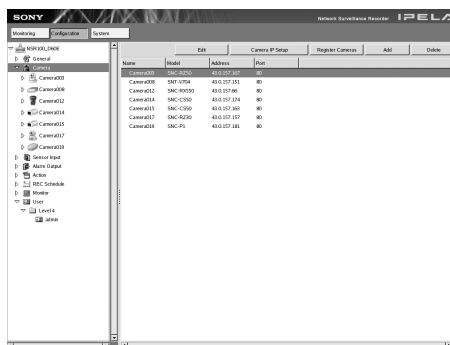 SONY
Network Surveillance Recorder IPELA
Monitoring Configuration System
NSR100_D60E
General
Camera
Camera003
Camera008
Camera012
Camera014
Camera015
Camera017
Camera019
Sensor Input
Alarm Output
Action
REC Schedule
Monitor
User
Level 4
admin
Edit Camera IP Setup Register Cameras Add Delete
Name Model Address Port
Camera003 SNC-RZ50 43.0.157.167 80
Camera008 SNT-V704 43.0.157.151 80
Camera012 SNC-RX550 43.0.157.66 80
Camera014 SNC-CS50 43.0.157.174 80
Camera015 SNC-CS50 43.0.157.163 80
Camera017 SNC-RZ30 43.0.157.157 80
Camera019 SNC-P1 43.0.157.181 80